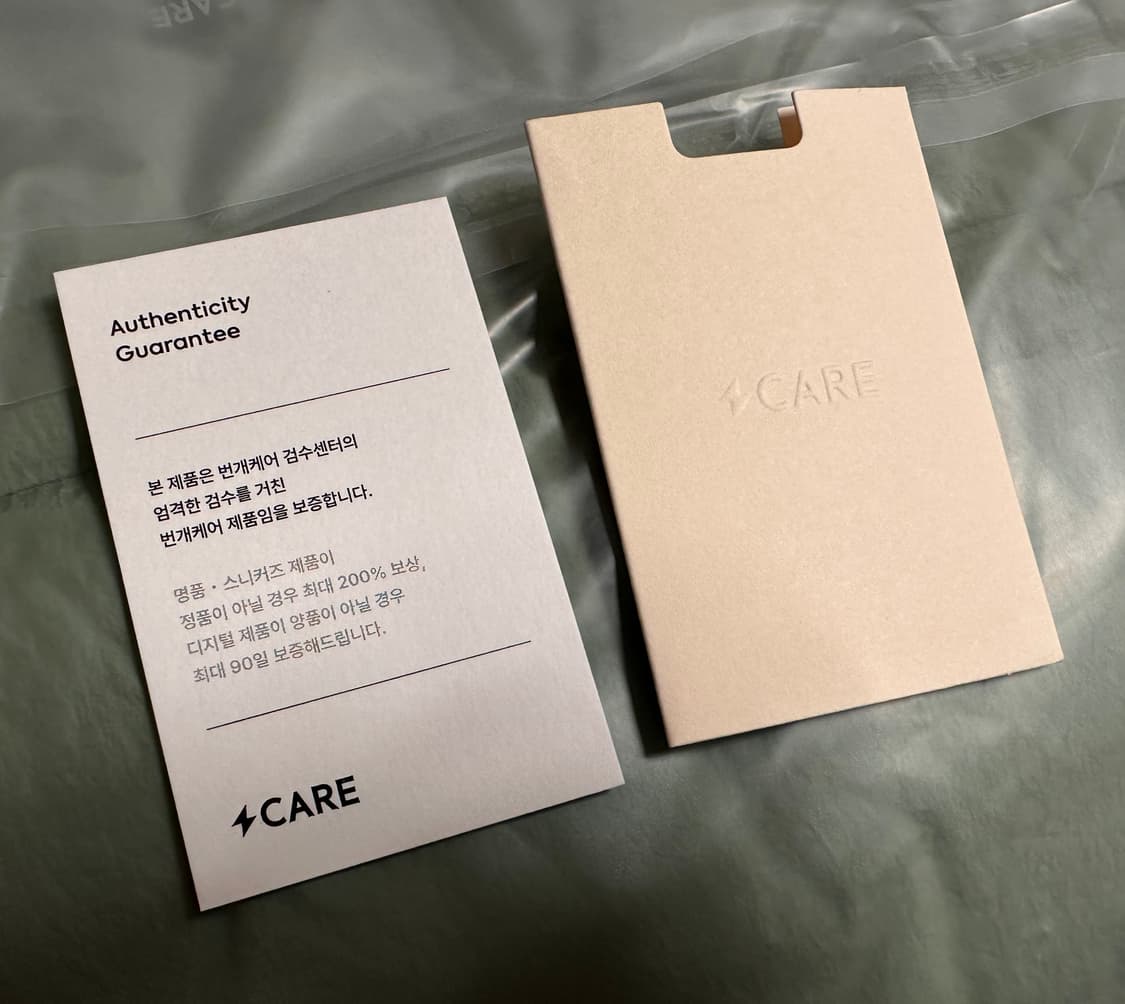 CARE
Authenticity
Guarantee
본 제품은 번개케어 검수센터의
엄격한 검수를 거친
번개케어 제품임을 보증합니다.
명품・스니커즈 제품이
정품이 아닐 경우 최대 200% 보상,
디지털 제품이 양품이 아닐 경우
최대 90일 보증해드립니다.
CARE
CARE